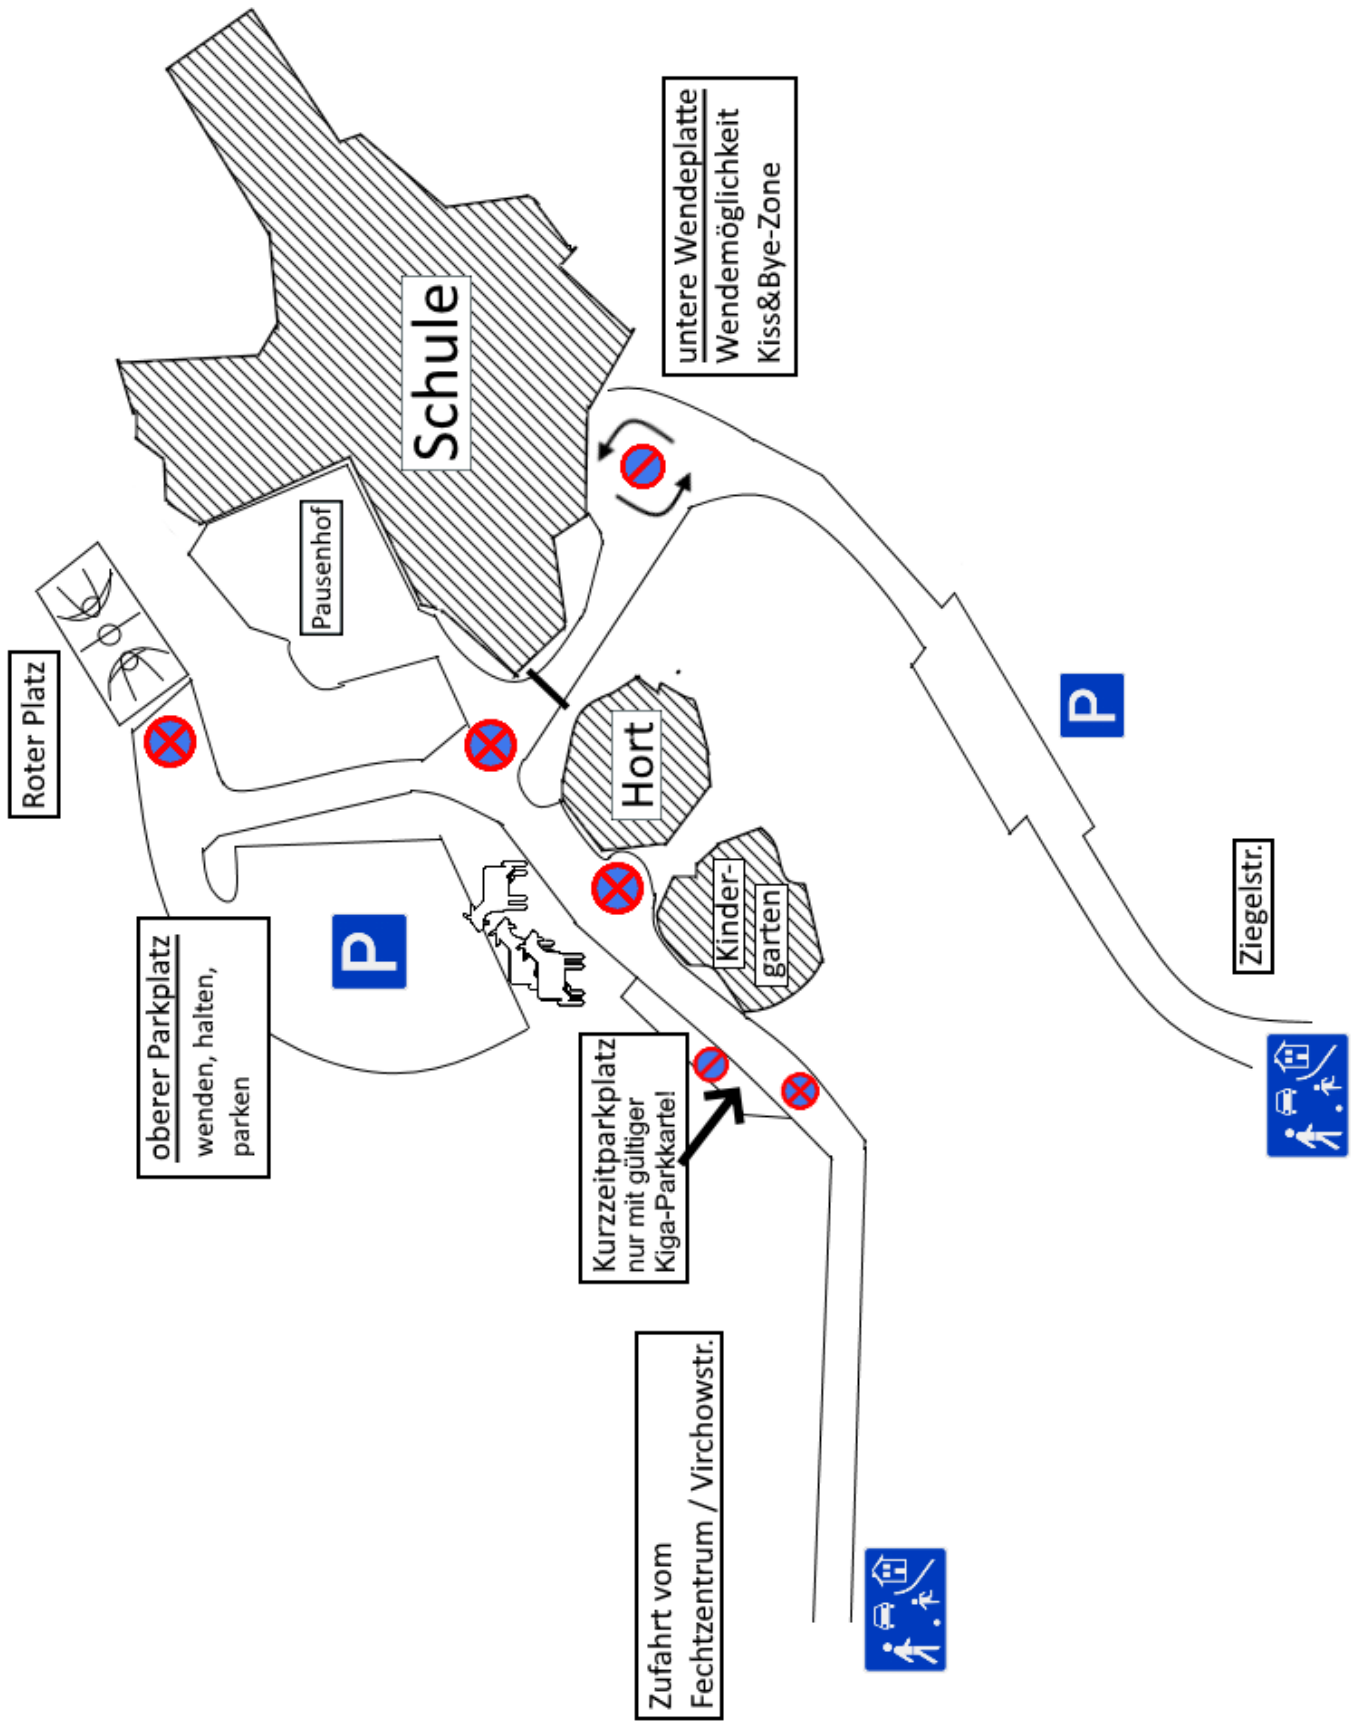 Roter Platz
Pausenhof
Schule
untere Wendeplatte
Wendemöglichkeit
Kiss&Bye-Zone
oberer Parkplatz
wenden, halten,
parken
P
Hort
Kinder-
garten
Kurzzeitparkplatz
nur mit gültiger
Kiga-Parkkarte!
P
Ziegelstr.
Zufahrt vom
Fechtzentrum / Virchowstr.